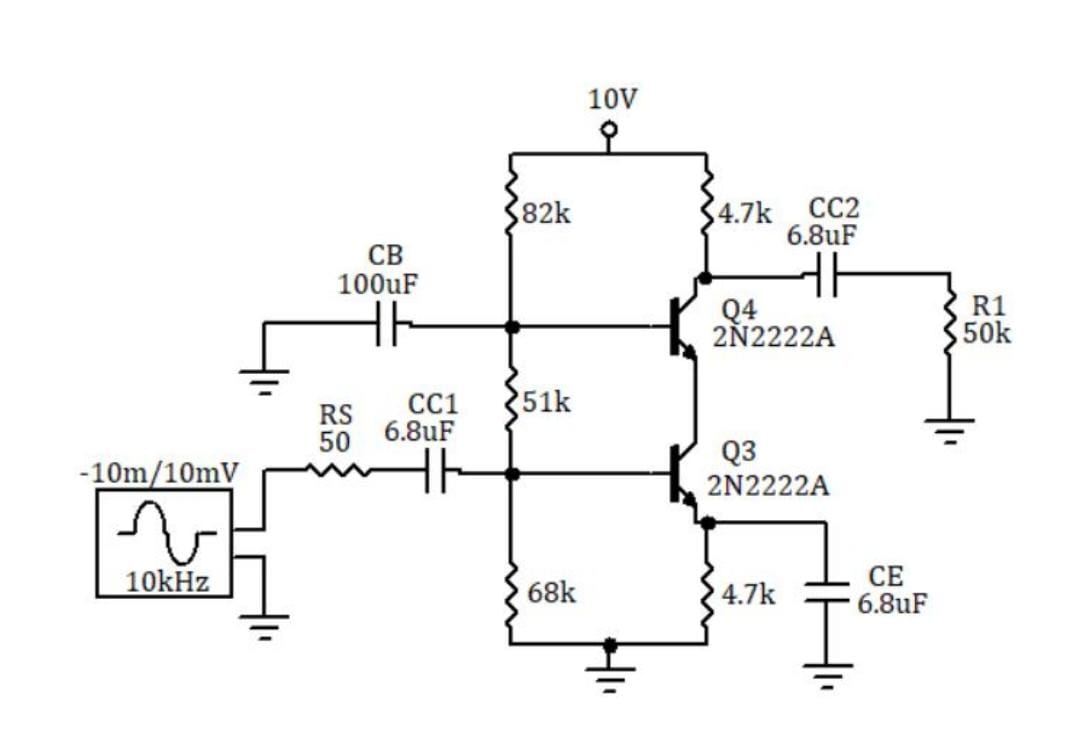 10V
82k
4.7k
CC2
6.8uF
CB
100uF
Q4
2N2222A
R1
50k
51k
CC1
6.8uF
RS
50
-10m/10mV
10kHz
Q3
2N2222A
68k
4.7k
CE
6.8uF